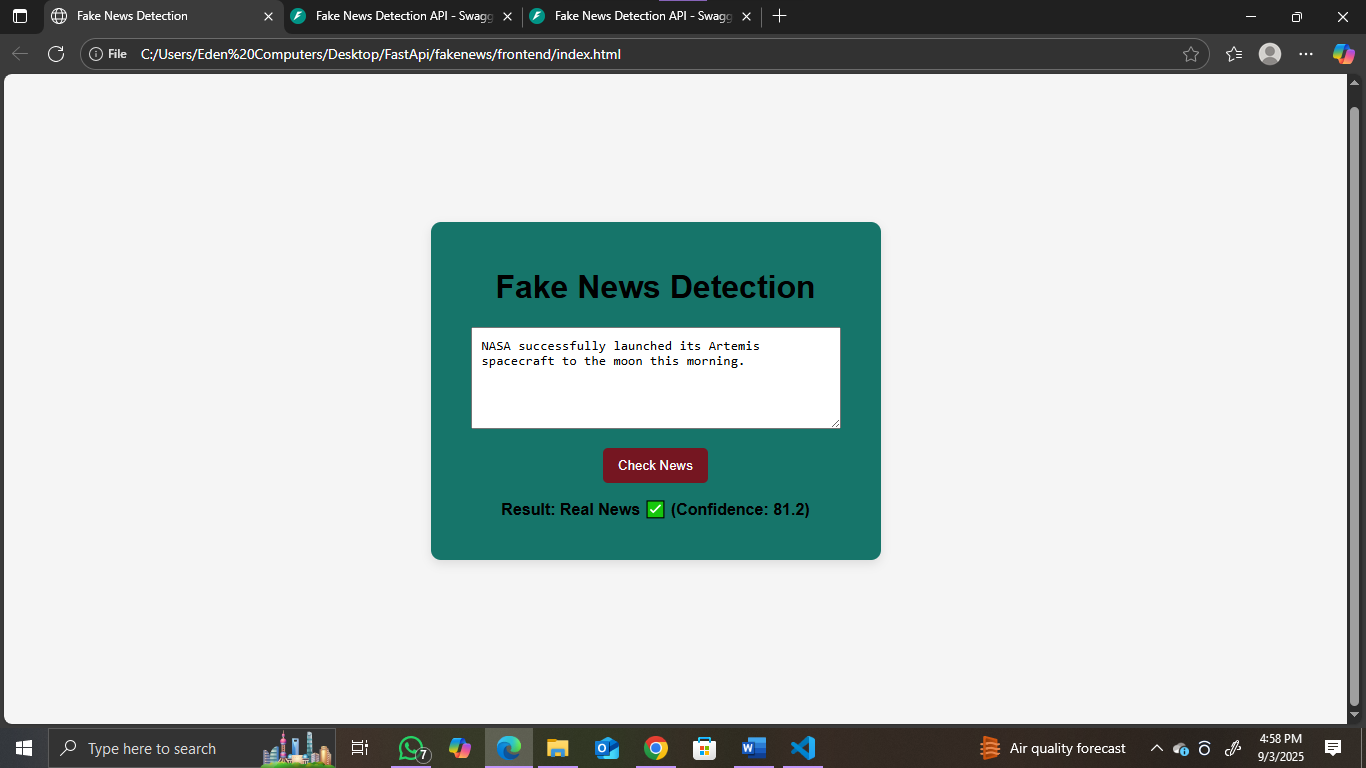 Fake News Detection
Fake News Detection API - Swagg
Fake News Detection API - Swagg
File
C:/Users/Eden%20Computers/Desktop/FastApi/fakenews/frontend/index.html
Fake News Detection
NASA successfully launched its Artemis
spacecraft to the moon this morning.
Check News
Result: Real News ✅ (Confidence: 81.2)
Type here to search
7
Air quality forecast
4:58 PM
9/3/2025